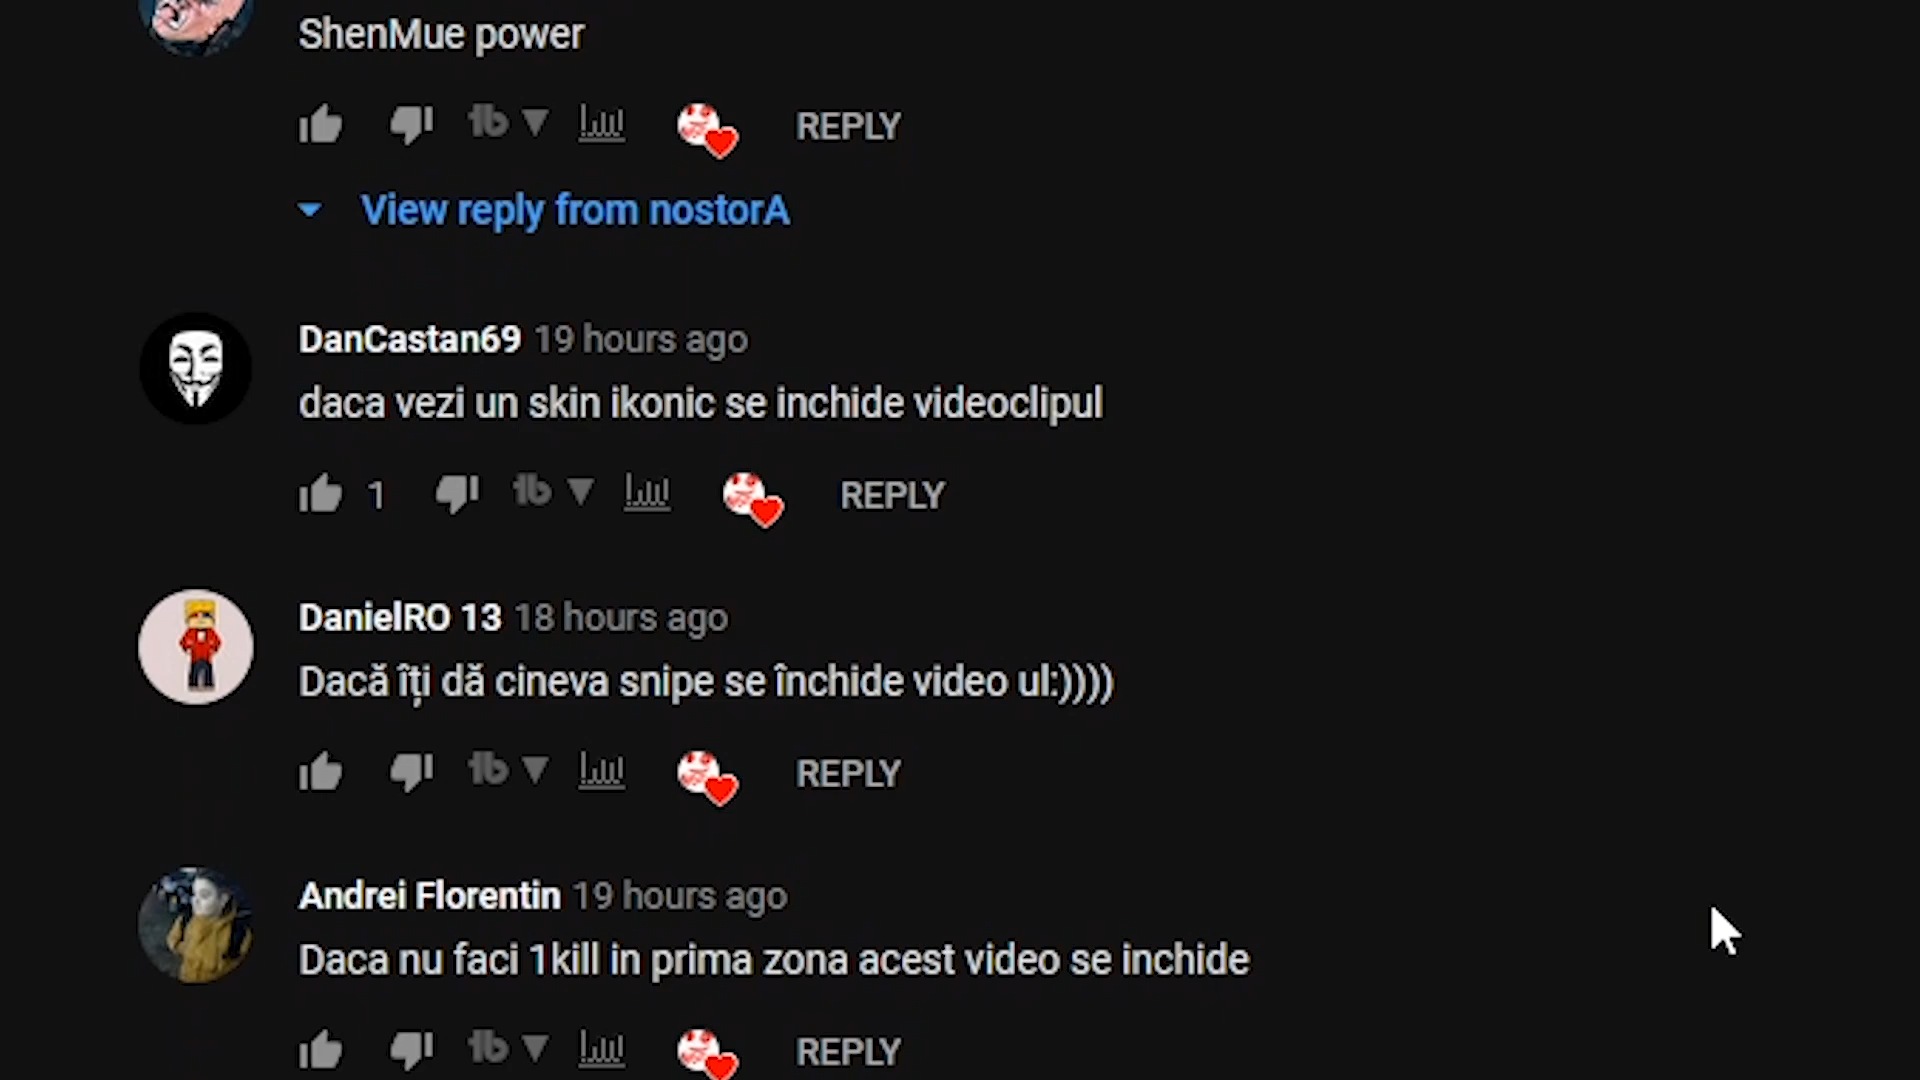 ShenMue power
REPLY
View reply from nostorA
DanCastan69 19 hours ago
daca vezi un skin ikonic se inchide videoclipul
1 REPLY
DanielRO 13 18 hours ago
Dacă îți dă cineva snipe se închide video ul:))))
REPLY
Andrei Florentin 19 hours ago
Daca nu faci 1kill in prima zona acest video se inchide
REPLY